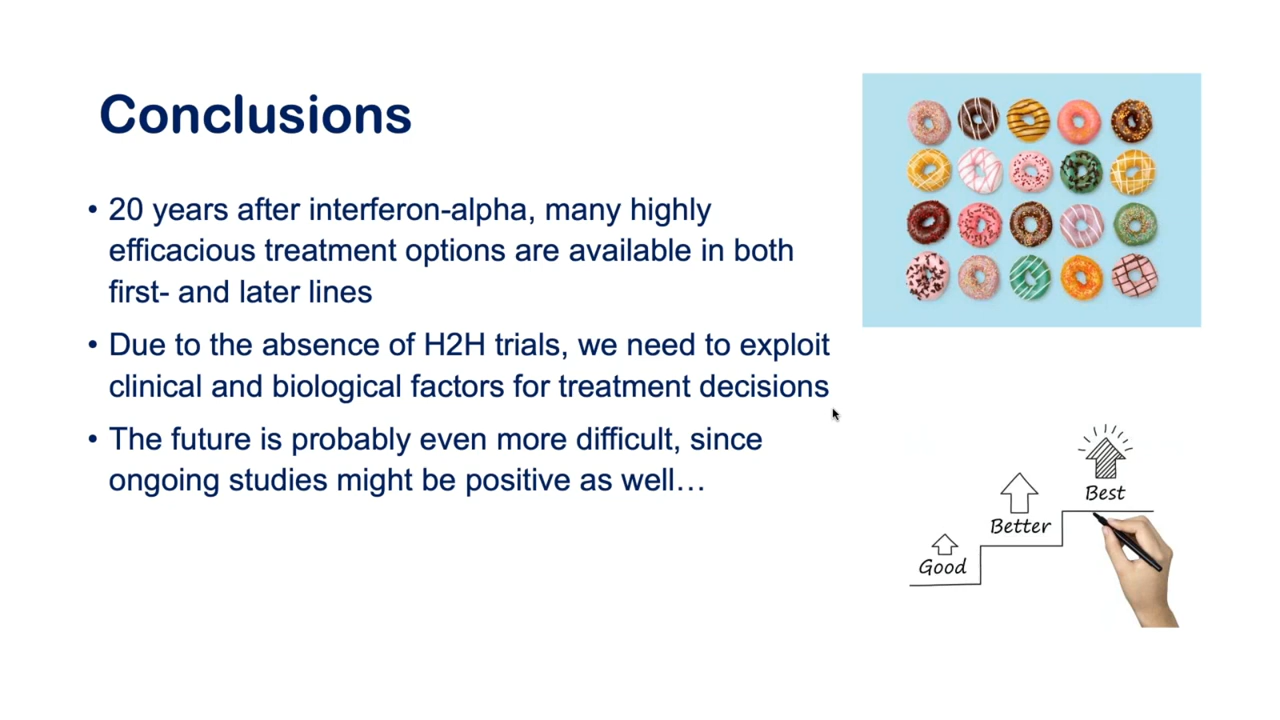 Conclusions
• 20 years after interferon-alpha, many highly
efficacious treatment options are available in both
first- and later lines
• Due to the absence of H2H trials, we need to exploit
clinical and biological factors for treatment decisions
• The future is probably even more difficult, since
ongoing studies might be positive as well…
Good
Better
Best